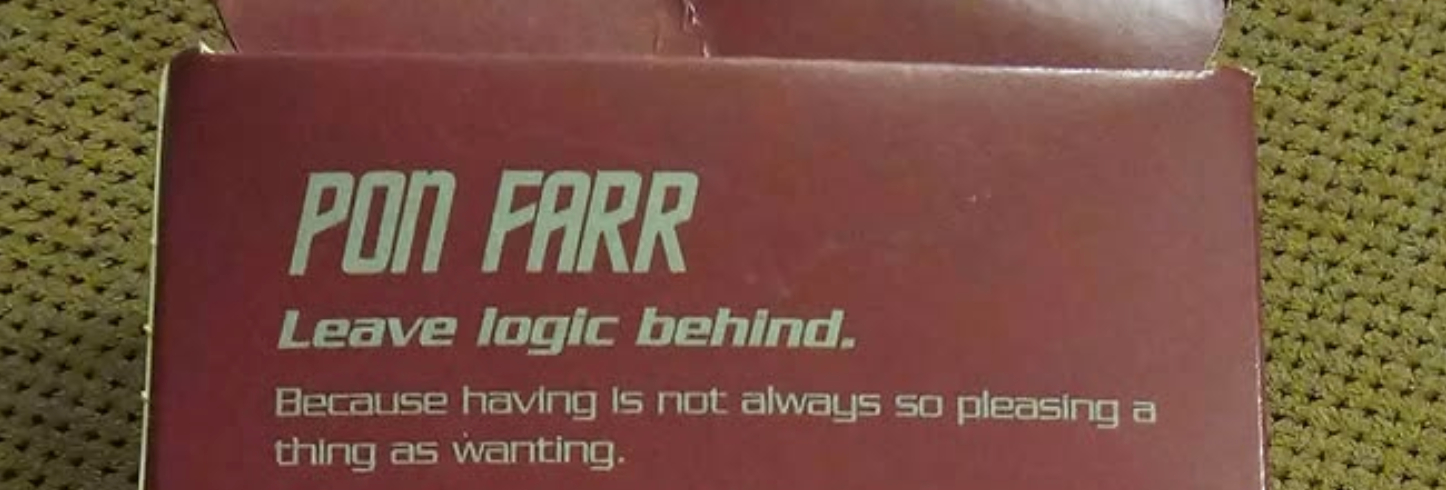 PON FARR
Leave logic behind.
Because having is not always so pleasing a
thing as wanting.